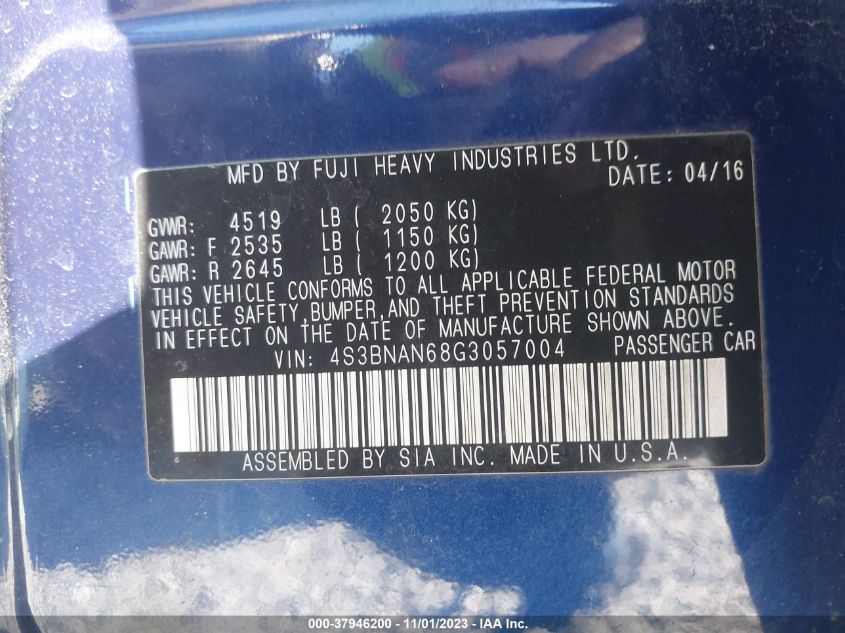 MFD BY FUJI HEAVY INDUSTRIES LTD.
DATE: 04/16
GVWR: 4519 LB ( 2050 KG)
GAWR: F 2535 LB ( 1150 KG)
GAWR: R 2645 LB ( 1200 KG)
THIS VEHICLE CONFORMS TO ALL APPLICABLE FEDERAL MOTOR
VEHICLE SAFETY,BUMPER,AND THEFT PREVENTION STANDARDS
IN EFFECT ON THE DATE OF MANUFACTURE SHOWN ABOVE.
VIN: 4S3BNAN68G3057004 PASSENGER CAR
ASSEMBLED BY SIA INC. MADE IN U.S.A.
000-37946200 - 11/01/2023 - IAA Inc.